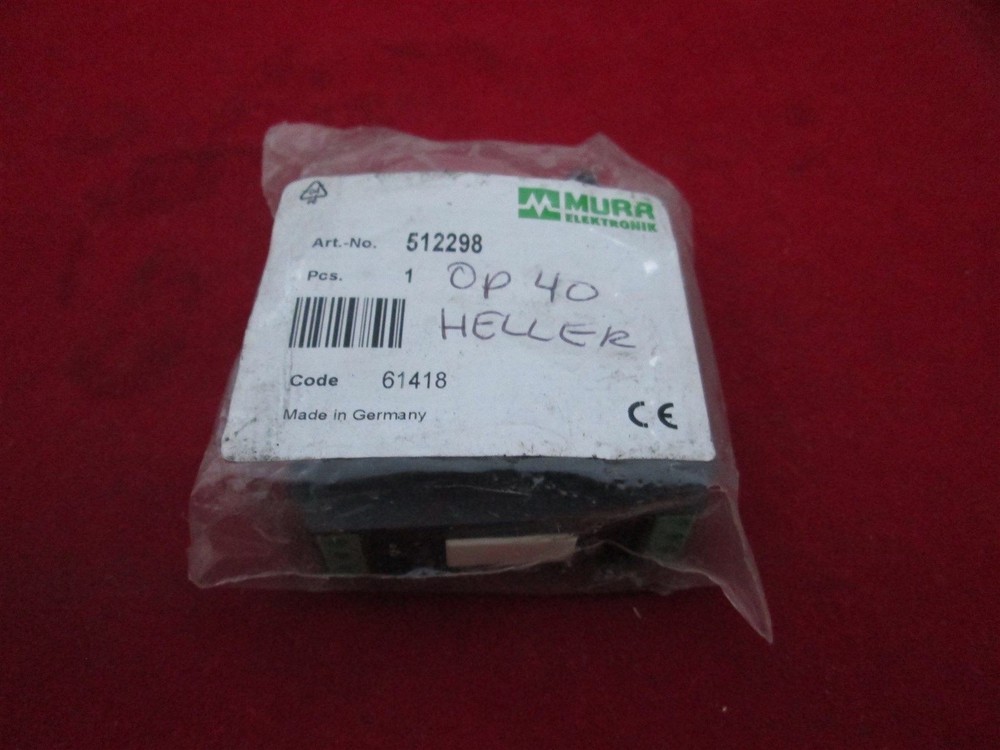 MURR
ELEKTRONIK
Art.-No. 512298
Pcs. 1 OP 40
HELLER
Code 61418
Made in Germany
CE